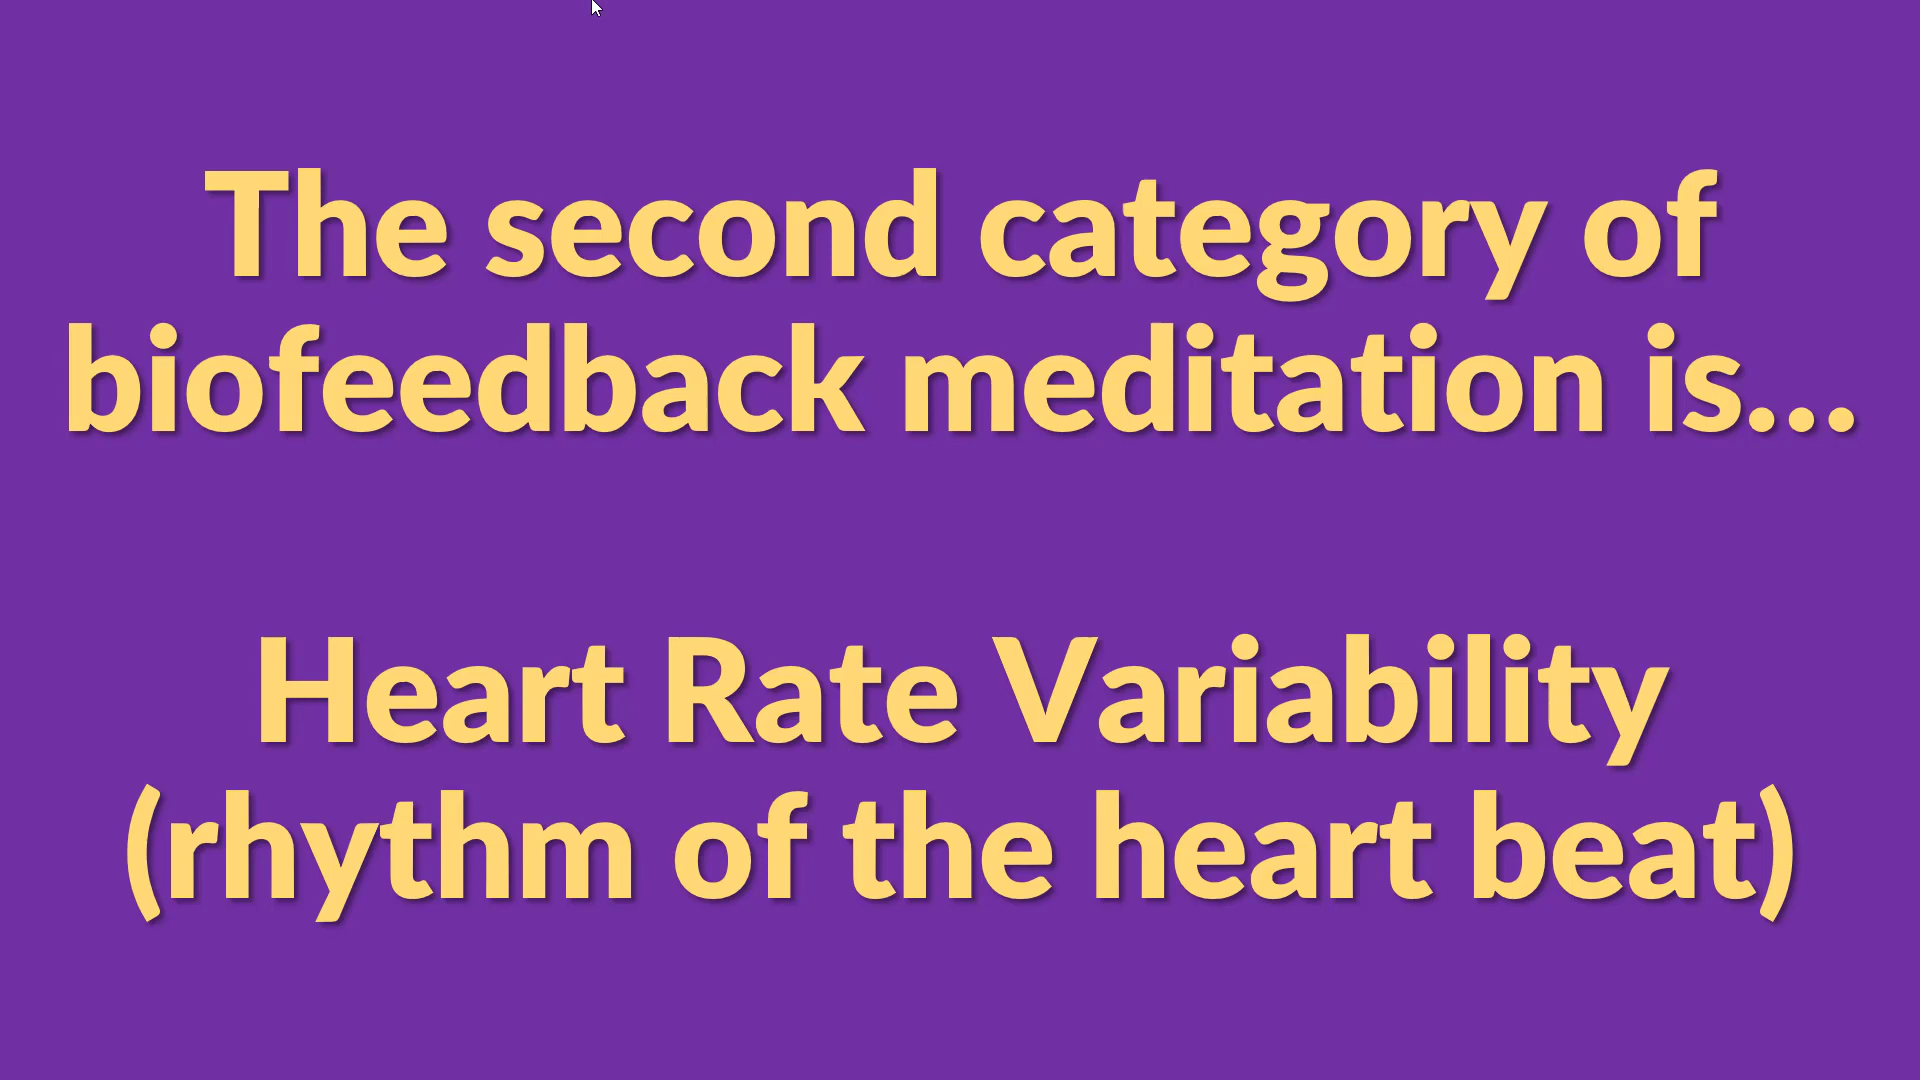 The second category of
biofeedback meditation is...
Heart Rate Variability
(rhythm of the heart beat)